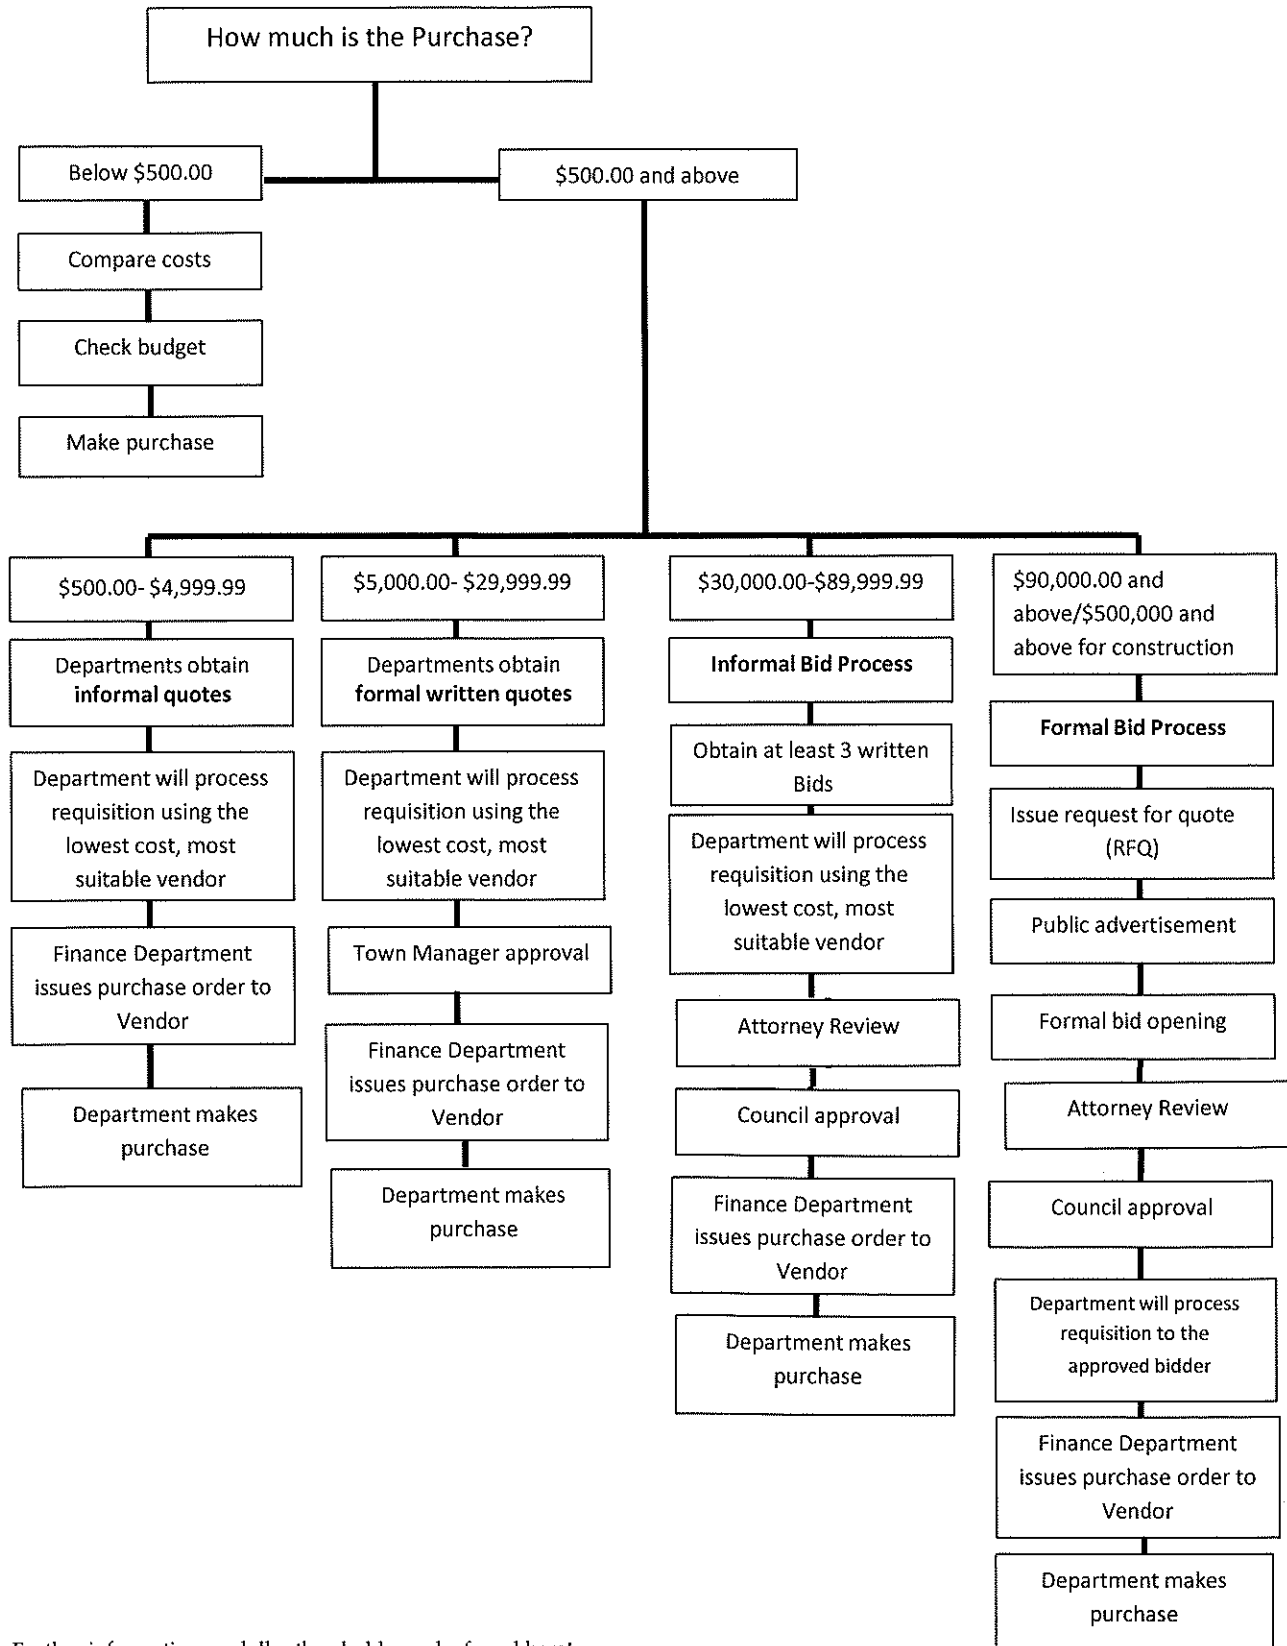 How much is the Purchase?
Below $500.00
$500.00 and above
Compare costs
Check budget
Make purchase
$500.00- $4,999.99
Departments obtain
informal quotes
Department will process
requisition using the
lowest cost, most
suitable vendor
Finance Department
issues purchase order to
Vendor
Department makes
purchase
$5,000.00- $29,999.99
Departments obtain
formal written quotes
Department will process
requisition using the
lowest cost, most
suitable vendor
Town Manager approval
Finance Department
issues purchase order to
Vendor
Department makes
purchase
$30,000.00-$89,999.99
Informal Bid Process
Obtain at least 3 written
Bids
Department will process
requisition using the
lowest cost, most
suitable vendor
Attorney Review
Council approval
Finance Department
issues purchase order to
Vendor
Department makes
purchase
$90,000.00 and
above/$500,000 and
above for construction
Formal Bid Process
Issue request for quote
(RFQ)
Public advertisement
Formal bid opening
Attorney Review
Council approval
Department will process
requisition to the
approved bidder
Finance Department
issues purchase order to
Vendor
Department makes
purchase